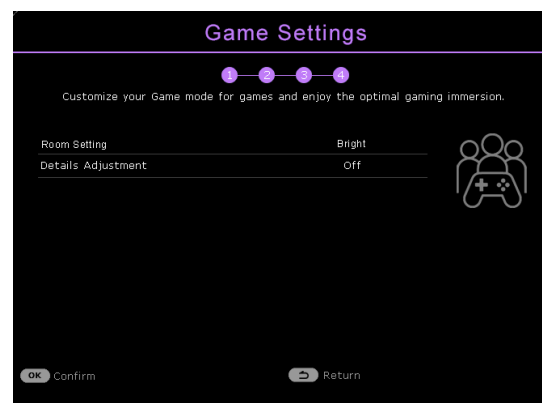 Game Settings
1 2 3 4
Customize your Game mode for games and enjoy the optimal gaming immersion.
Room Setting Bright
Details Adjustment Off
OK Confirm Return